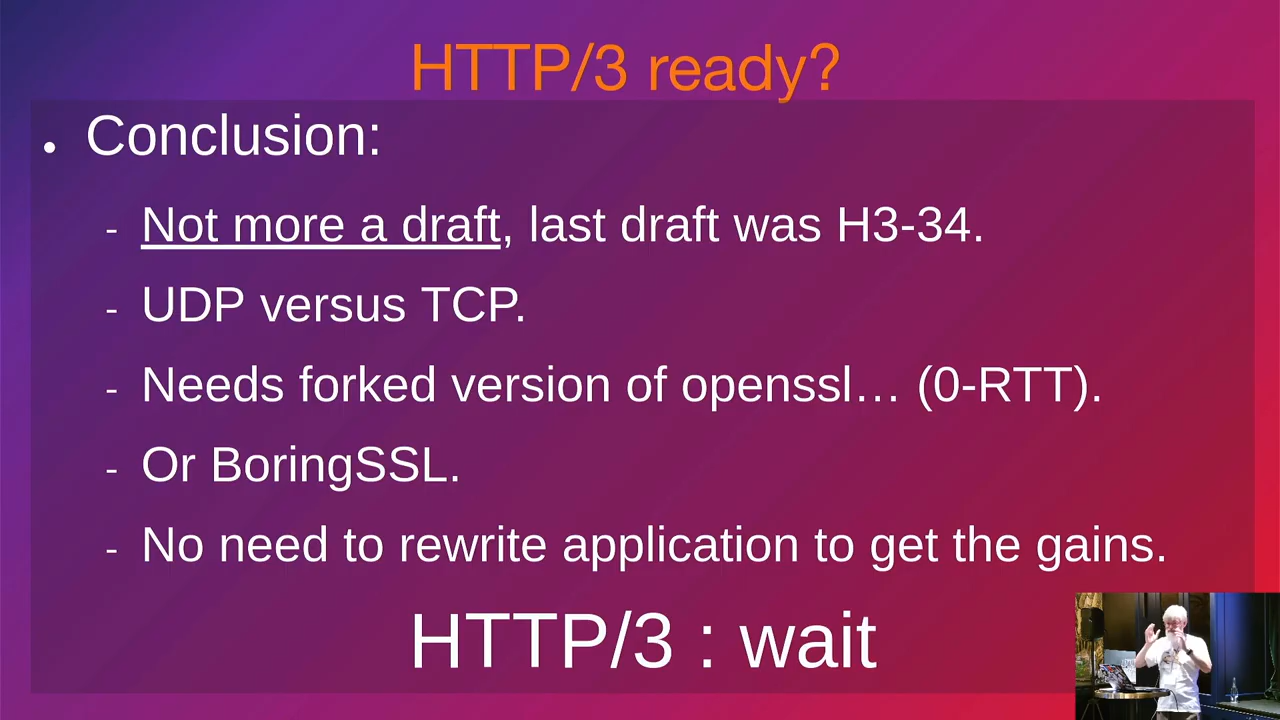 HTTP/3 ready?
● Conclusion:
- Not more a draft, last draft was H3-34.
- UDP versus TCP.
- Needs forked version of openssl… (0-RTT).
- Or BoringSSL.
- No need to rewrite application to get the gains.
HTTP/3 : wait